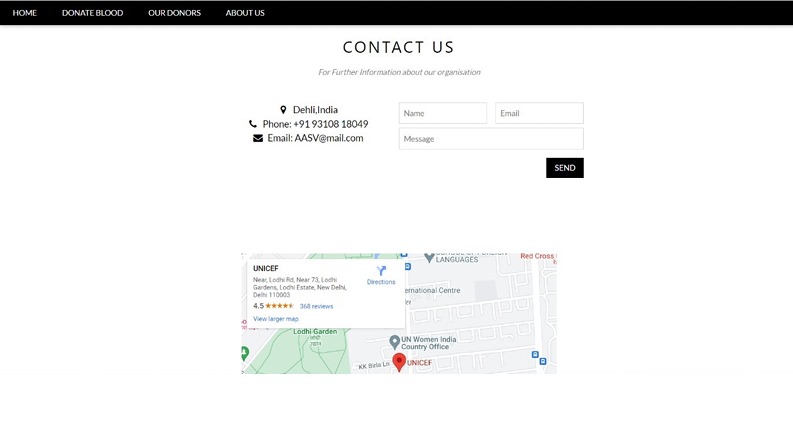 HOME DONATE BLOOD OUR DONORS ABOUT US
CONTACT US
For Further Information about our organisation
Dehli,India
Phone: +91 93108 18049
Email: AASV@mail.com
Name Email
Message
SEND
UNICEF
Near, Lodhi Rd, Near 73, Lodhi
Gardens, Lodhi Estate, New Delhi,
Delhi 110003
4.5 368 reviews
View larger map
Directions
LANGUAGES
Red Cross
ernational Centre
Lodhi Garden
UN Women India
Country Office
KK Birla Ln
UNICEF